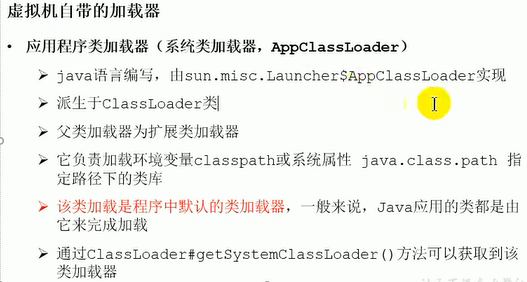 虚拟机自带的加载器
• 应用程序类加载器（系统类加载器，AppClassLoader）
➢ java语言编写，由sun.misc.Launcher$AppClassLoader实现
➢ 派生于ClassLoader类
➢ 父类加载器为扩展类加载器
➢ 它负责加载环境变量classpath或系统属性 java.class.path 指
定路径下的类库
➢ 该类加载是程序中默认的类加载器，一般来说，Java应用的类都是由
它来完成加载
➢ 通过ClassLoader#getSystemClassLoader()方法可以获取到该
类加载器